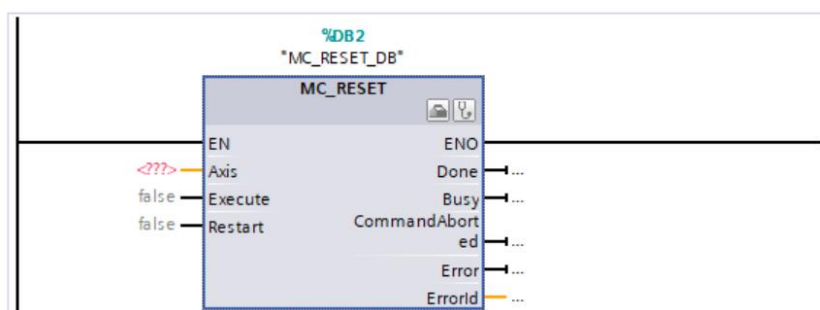 %DB2
"MC_RESET_DB"
MC_RESET
EN ENO
<???> Axis Done ...
false Execute Busy ...
false Restart CommandAbort
ed ...
Error ...
ErrorId ...